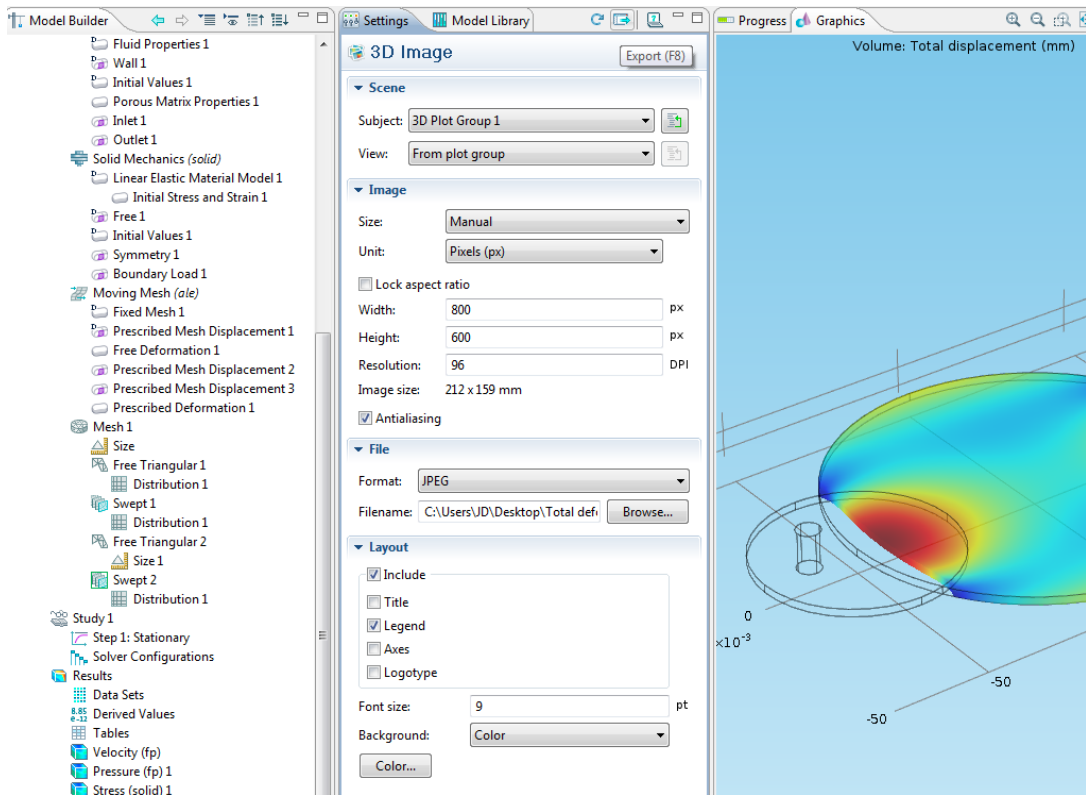 Model Builder
Fluid Properties 1
Wall 1
Initial Values 1
Porous Matrix Properties 1
Inlet 1
Outlet 1
Solid Mechanics (solid)
Linear Elastic Material Model 1
Initial Stress and Strain 1
Free 1
Initial Values 1
Symmetry 1
Boundary Load 1
Moving Mesh (ale)
Fixed Mesh 1
Prescribed Mesh Displacement 1
Free Deformation 1
Prescribed Mesh Displacement 2
Prescribed Mesh Displacement 3
Prescribed Deformation 1
Mesh 1
Size
Free Triangular 1
Distribution 1
Swept 1
Distribution 1
Free Triangular 2
Size 1
Swept 2
Distribution 1
Study 1
Step 1: Stationary
Solver Configurations
Results
Data Sets
8.85
e-12 Derived Values
Tables
Velocity (fp)
Pressure (fp) 1
Stress (solid) 1
Settings Model Library
3D Image
Export (F8)
Scene
Subject: 3D Plot Group 1
View: From plot group
Image
Size: Manual
Unit: Pixels (px)
Lock aspect ratio
Width: 800 px
Height: 600 px
Resolution: 96 DPI
Image size: 212 x 159 mm
Antialiasing
File
Format: JPEG
Filename: C:\Users\JD\Desktop\Total def Browse...
Layout
Include
Title
Legend
Axes
Logotype
Font size: 9 pt
Background: Color
Color...
Progress Graphics
Volume: Total displacement (mm)
0
×10⁻³
-50
-50